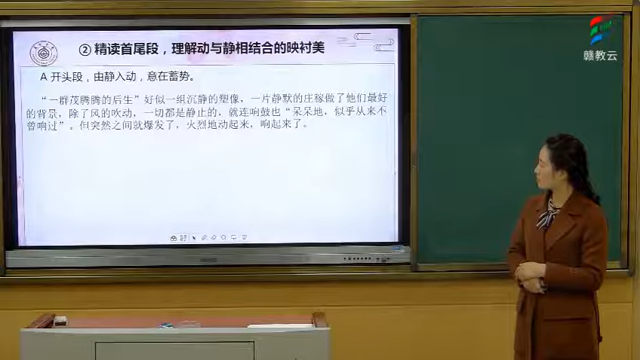 赣教云
② 精读首尾段，理解动与静相结合的映衬美
A 开头段，由静入动，意在蓄势。
“一群茂腾腾的后生”好似一组沉静的塑像，一片静默的庄稼做了他们最好
的背景，除了风的吹动，一切都是静止的，就连响鼓也“呆呆地，似乎从来不
曾响过”。但突然之间就爆发了，火烈地动起来，响起来了。